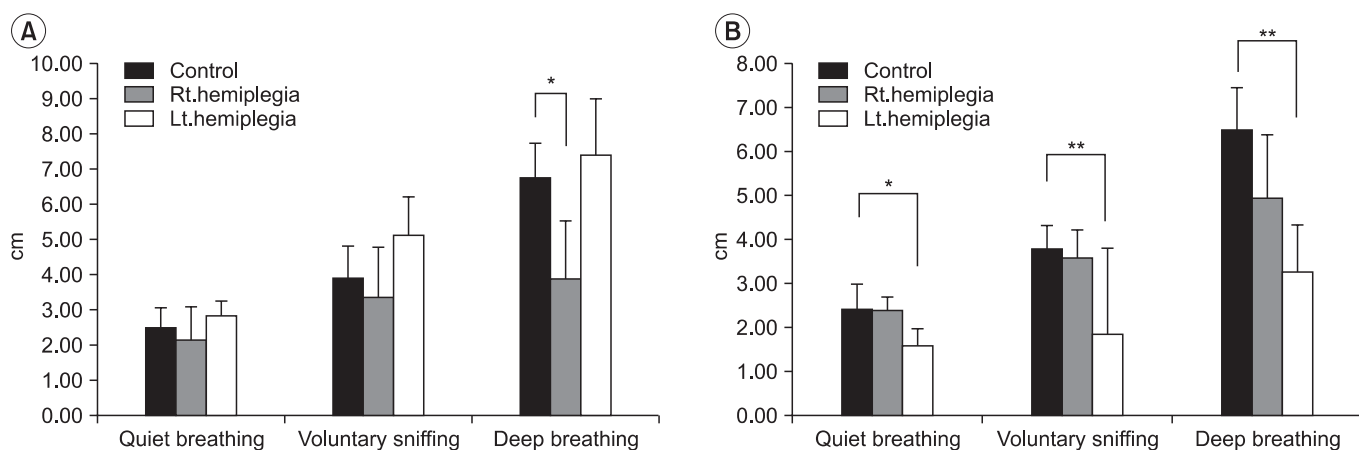 A
10.00
9.00
8.00
7.00
6.00
5.00
4.00
3.00
2.00
1.00
0.00
cm
Control
Rt.hemiplegia
Lt.hemiplegia
*
Quiet breathing Voluntary sniffing Deep breathing
B
8.00
7.00
6.00
5.00
4.00
3.00
2.00
1.00
0.00
cm
Control
Rt.hemiplegia
Lt.hemiplegia
*
**
**
Quiet breathing Voluntary sniffing Deep breathing